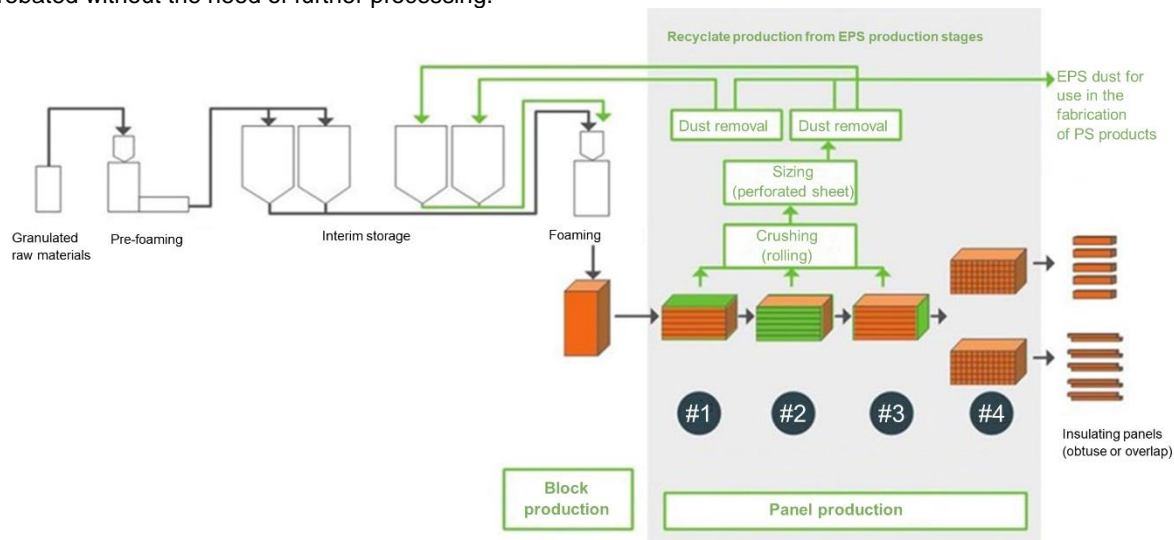 without the need of further processing.
Recyclate production from EPS production stages
EPS dust for
use in the
fabrication
of PS products
Dust removal
Dust removal
Sizing
(perforated sheet)
Crushing
(rolling)
Granulated
raw materials
Pre-foaming
Interim storage
Foaming
#1
#2
#3
#4
Insulating panels
(obtuse or overlap)
Block
production
Panel production